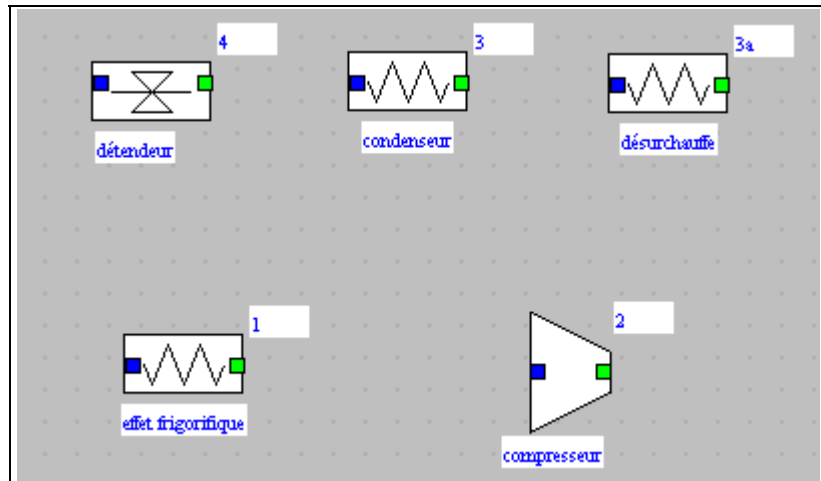 4
3
3a
détendeur
condenseur
désurchauffe
1
2
effet frigorifique
compresseur